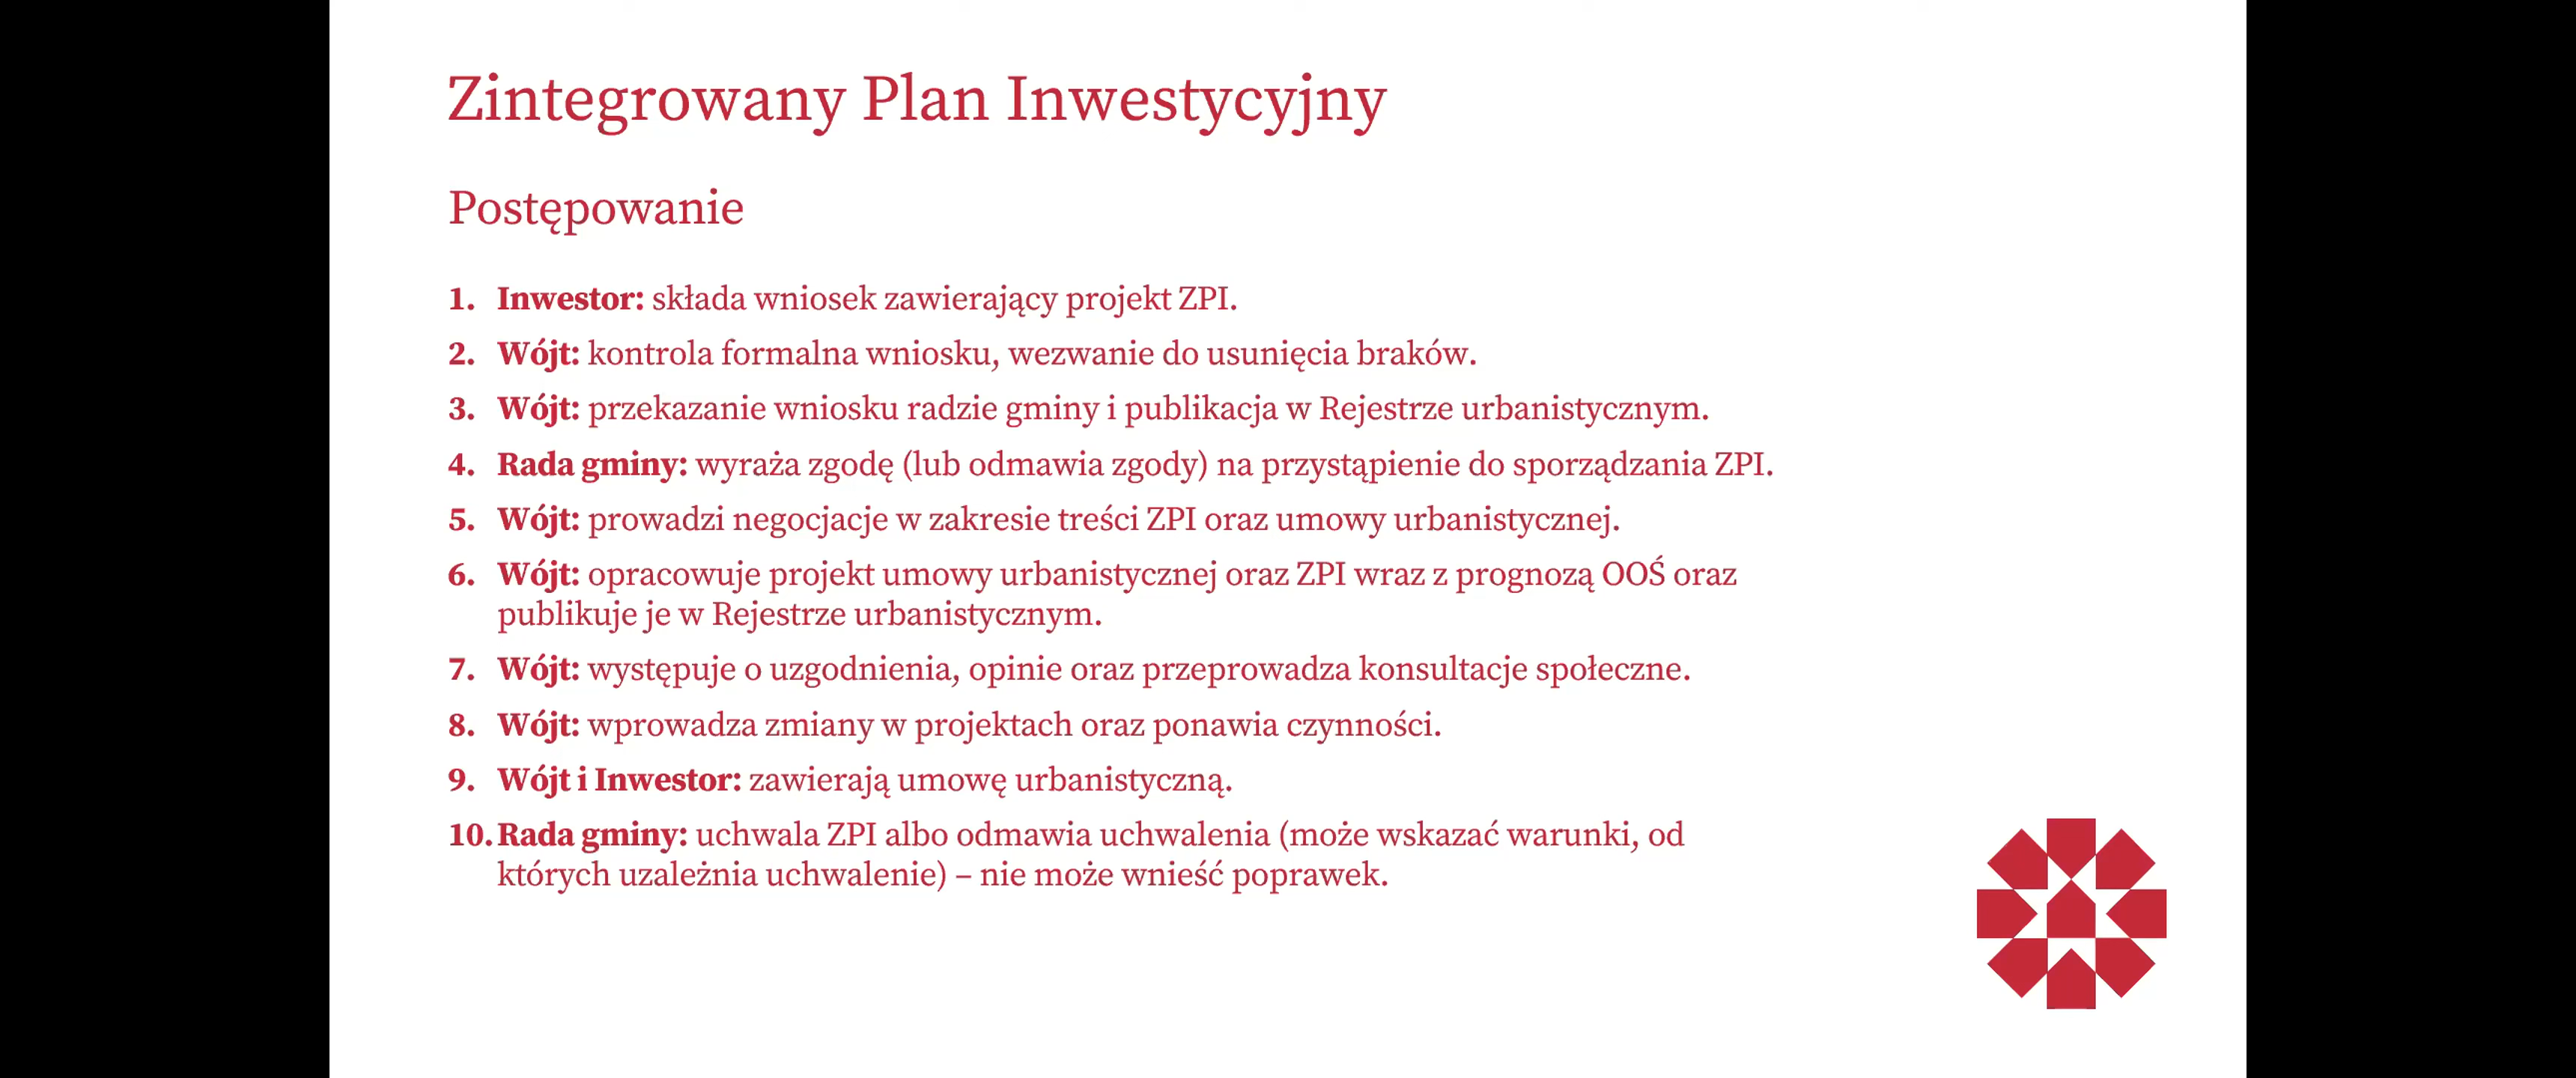 Zintegrowany Plan Inwestycyjny
Postępowanie
1. Inwestor: składa wniosek zawierający projekt ZPI.
2. Wójt: kontrola formalna wniosku, wezwanie do usunięcia braków.
3. Wójt: przekazanie wniosku radzie gminy i publikacja w Rejestrze urbanistycznym.
4. Rada gminy: wyraża zgodę (lub odmawia zgody) na przystąpienie do sporządzania ZPI.
5. Wójt: prowadzi negocjacje w zakresie treści ZPI oraz umowy urbanistycznej.
6. Wójt: opracowuje projekt umowy urbanistycznej oraz ZPI wraz z prognozą OOŚ oraz
publikuje je w Rejestrze urbanistycznym.
7. Wójt: występuje o uzgodnienia, opinie oraz przeprowadza konsultacje społeczne.
8. Wójt: wprowadza zmiany w projektach oraz ponawia czynności.
9. Wójt i Inwestor: zawierają umowę urbanistyczną.
10. Rada gminy: uchwala ZPI albo odmawia uchwalenia (może wskazać warunki, od
których uzależnia uchwalenie) – nie może wnieść poprawek.